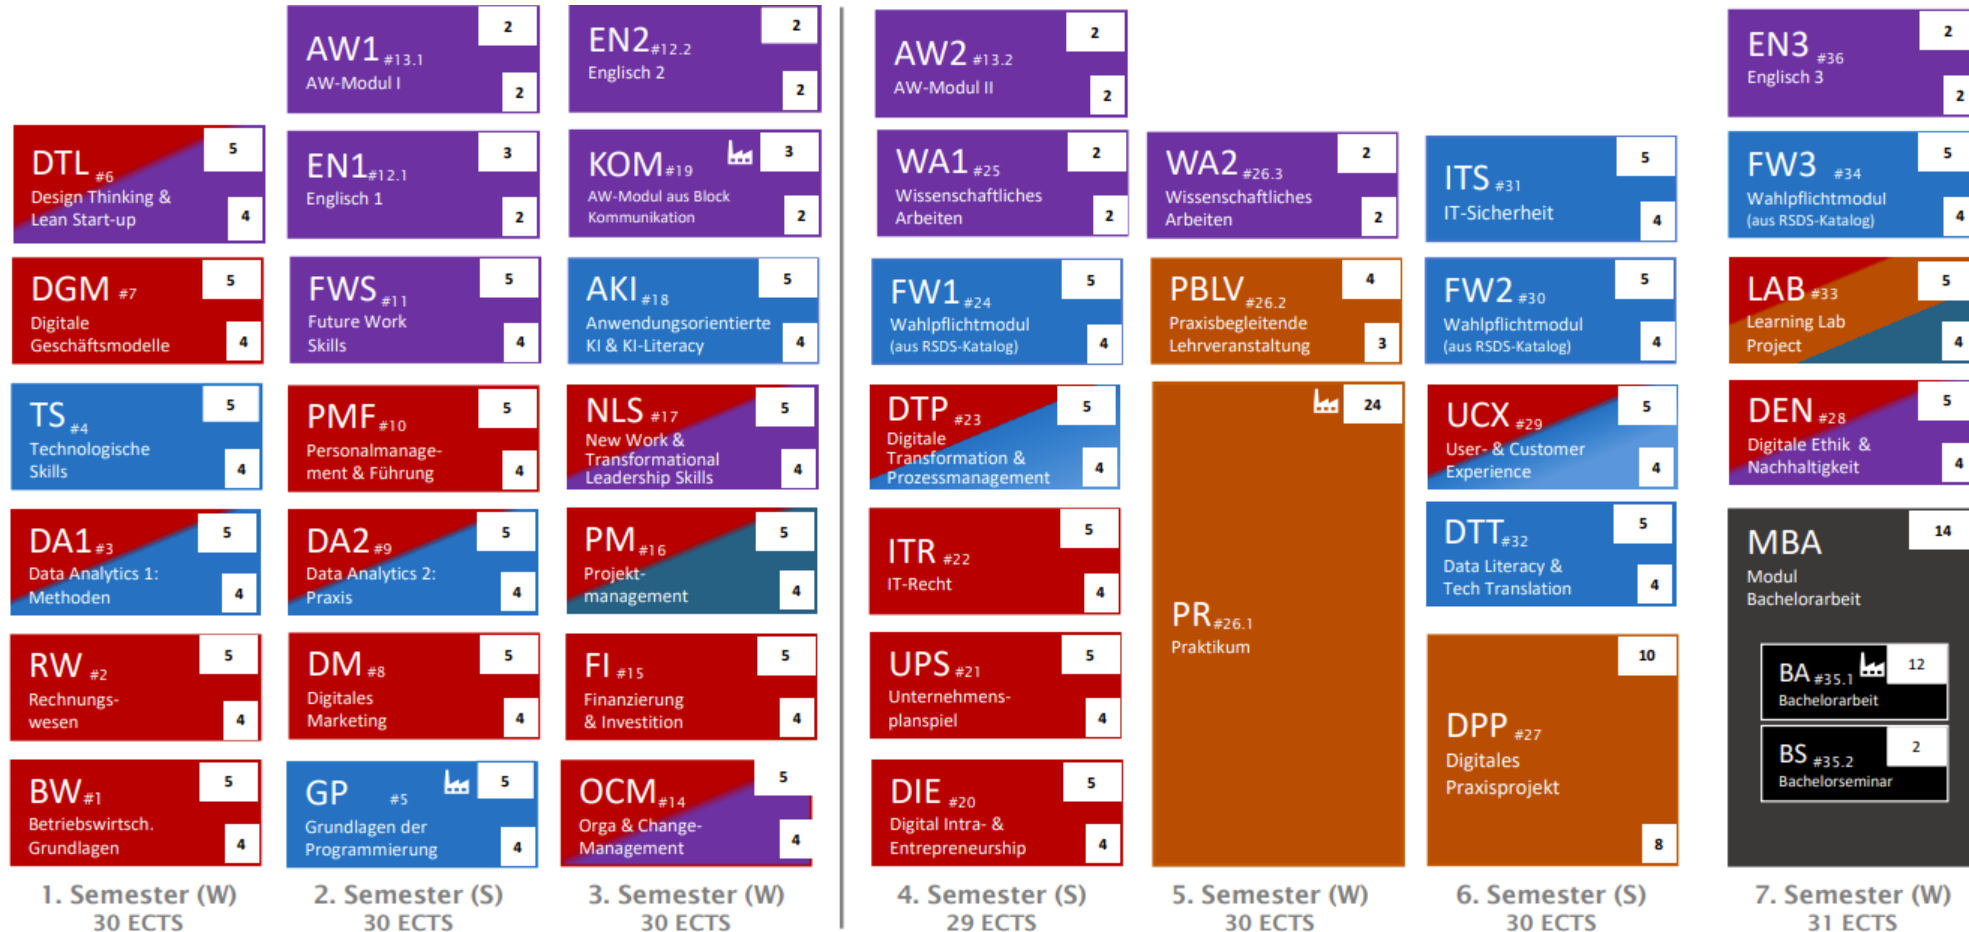 AW1 #13.1
AW-Modul I
2
2
EN2 #12.2
Englisch 2
2
2
AW2 #13.2
AW-Modul II
2
2
EN3 #36
Englisch 3
2
2
DTL #6
Design Thinking &
Lean Start-up
5
4
EN1 #12.1
Englisch 1
3
2
KOM #19
AW-Modul aus Block
Kommunikation
3
2
WA1 #25
Wissenschaftliches
Arbeiten
2
2
WA2 #26.3
Wissenschaftliches
Arbeiten
2
2
ITS #31
IT-Sicherheit
5
4
FW3 #34
Wahlpflichtmodul
(aus RSDS-Katalog)
5
4
DGM #7
Digitale
Geschäftsmodelle
5
4
FWS #11
Future Work
Skills
5
4
AKI #18
Anwendungsorientierte
KI & KI-Literacy
5
4
FW1 #24
Wahlpflichtmodul
(aus RSDS-Katalog)
5
4
PBLV #26.2
Praxisbegleitende
Lehrveranstaltung
4
3
FW2 #30
Wahlpflichtmodul
(aus RSDS-Katalog)
5
4
LAB #33
Learning Lab
Project
5
4
TS #4
Technologische
Skills
5
4
PMF #10
Personalmanage-
ment & Führung
5
4
NLS #17
New Work &
Transformational
Leadership Skills
5
4
DTP #23
Digitale
Transformation &
Prozessmanagement
5
4
PR #26.1
Praktikum
24
UCX #29
User- & Customer
Experience
5
4
DEN #28
Digitale Ethik &
Nachhaltigkeit
5
4
DA1 #3
Data Analytics 1:
Methoden
5
4
DA2 #9
Data Analytics 2:
Praxis
5
4
PM #16
Projekt-
management
5
4
ITR #22
IT-Recht
5
4
DTT #32
Data Literacy &
Tech Translation
5
4
MBA
Modul
Bachelorarbeit
14
RW #2
Rechnungs-
wesen
5
4
DM #8
Digitales
Marketing
5
4
FI #15
Finanzierung
& Investition
5
4
UPS #21
Unternehmens-
planspiel
5
4
DPP #27
Digitales
Praxisprojekt
10
8
BA #35.1
Bachelorarbeit
12
BS #35.2
Bachelorseminar
2
BW #1
Betriebswirtsch.
Grundlagen
5
4
GP #5
Grundlagen der
Programmierung
5
4
OCM #14
Orga & Change-
Management
5
4
DIE #20
Digital Intra- &
Entrepreneurship
5
4
1. Semester (W)
30 ECTS
2. Semester (S)
30 ECTS
3. Semester (W)
30 ECTS
4. Semester (S)
29 ECTS
5. Semester (W)
30 ECTS
6. Semester (S)
30 ECTS
7. Semester (W)
31 ECTS